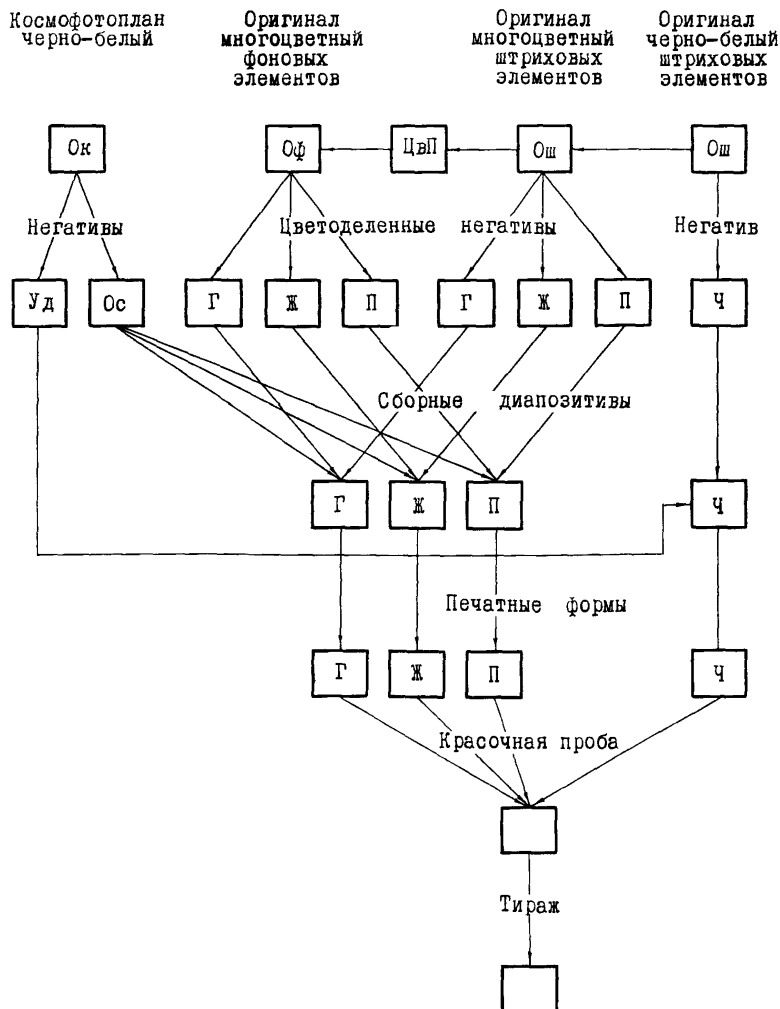 Космофотоплан
черно-белый
Оригинал
многоцветный
фоновых
элементов
Оригинал
многоцветный
штриховых
элементов
Оригинал
черно-белый
штриховых
элементов
Ок
Оф
ЦвП
Ош
Ош
Негативы
Цветоделенные негативы
Негатив
Уд
Ос
Г
Ж
П
Г
Ж
П
Ч
Сборные диапозитивы
Г
Ж
П
Ч
Печатные формы
Г
Ж
П
Ч
Красочная проба
Тираж